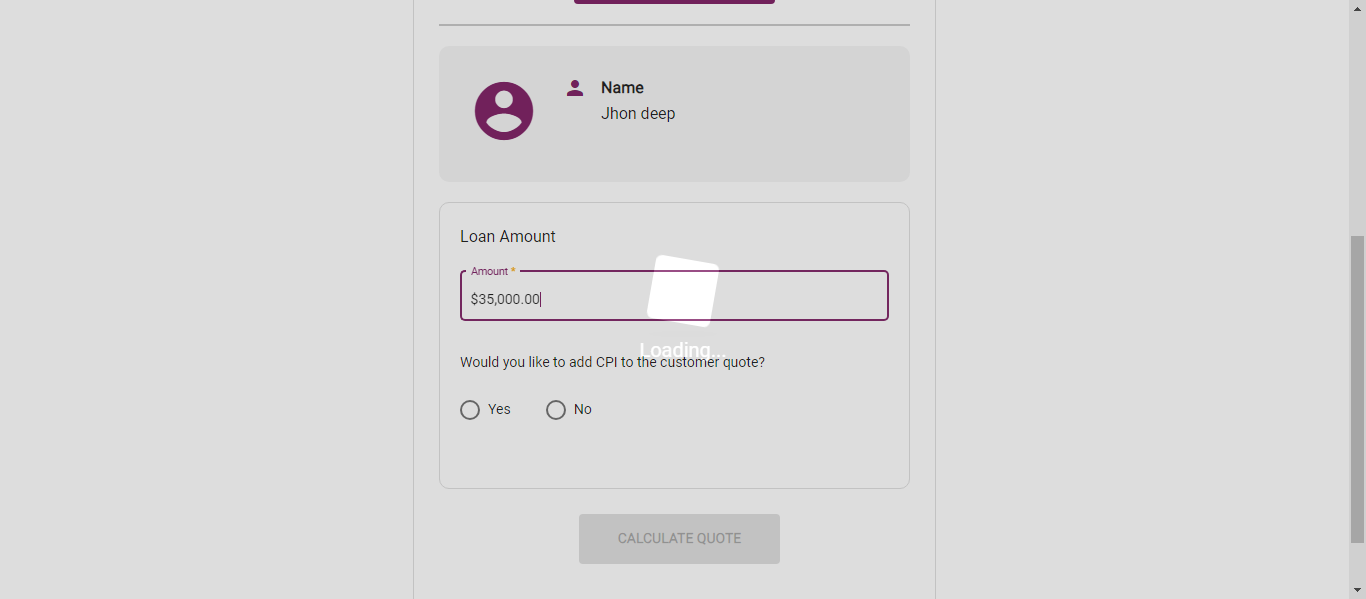 Name
Jhon deep
Loan Amount
Amount *
$35,000.00
Loading...
Would you like to add CPI to the customer quote?
Yes
No
CALCULATE QUOTE